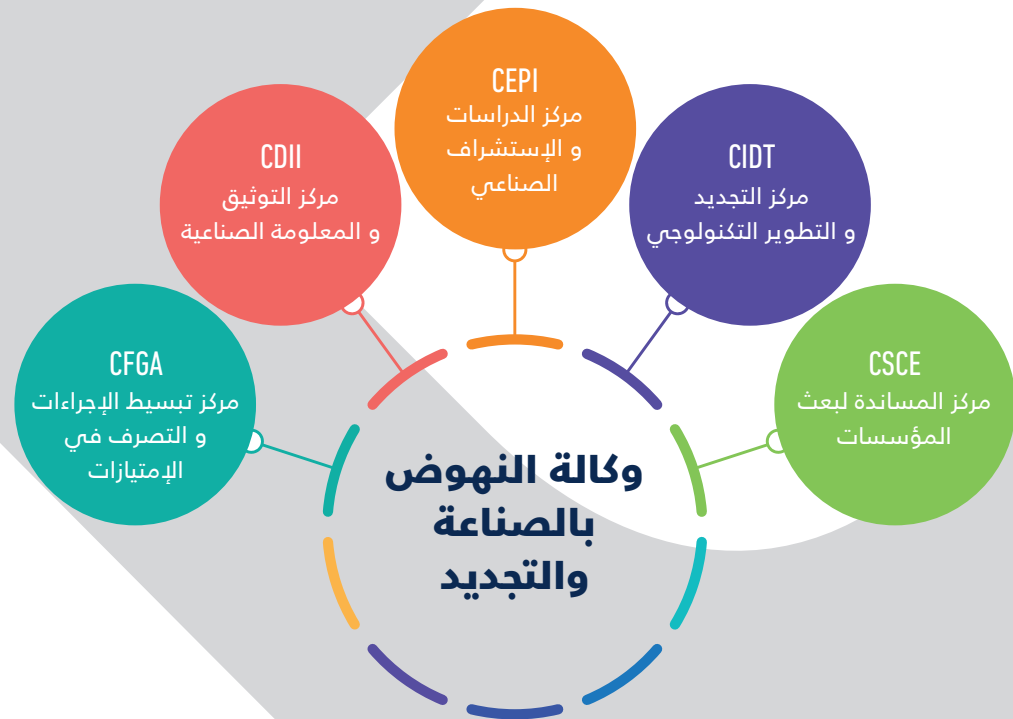 CEPI
مركز الدراسات
و الإستشراف
الصناعي
CIDT
مركز التجديد
و التطوير التكنولوجي
CDII
مركز التوثيق
و المعلومة الصناعية
CSCE
مركز المساندة لبعث
المؤسسات
CFGA
مركز تبسيط الإجراءات
و التصرف في
الإمتيازات
وكالة النهوض
بالصناعة
والتجديد